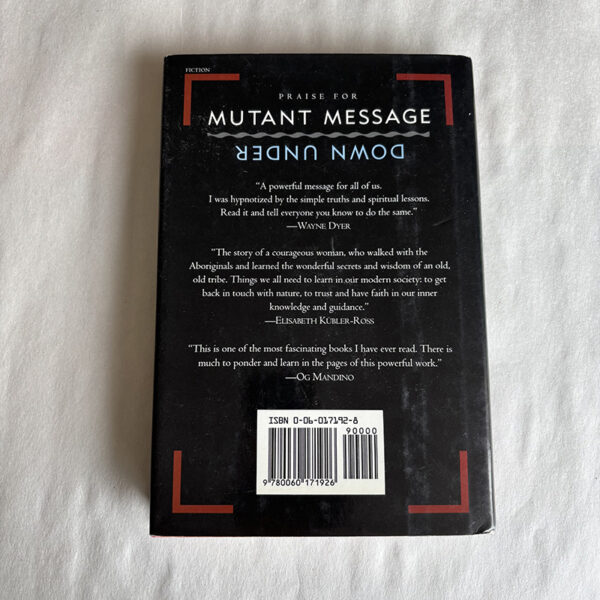 FICTION
PRAISE FOR
MUTANT MESSAGE
DOWN UNDER
“A powerful message for all of us.
I was hypnotized by the simple truths and spiritual lessons.
Read it and tell everyone you know to do the same.”
—WAYNE DYER
“The story of a courageous woman, who walked with the
Aboriginals and learned the wonderful secrets and wisdom of an old,
old tribe. Things we all need to learn in our modern society: to get
back in touch with nature, to trust and have faith in our inner
knowledge and guidance.”
—ELISABETH KÜBLER-ROSS
“This is one of the most fascinating books I have ever read. There is
much to ponder and learn in the pages of this powerful work.”
—OG MANDINO
ISBN 0-06-017192-8
90000
9 780060 171926